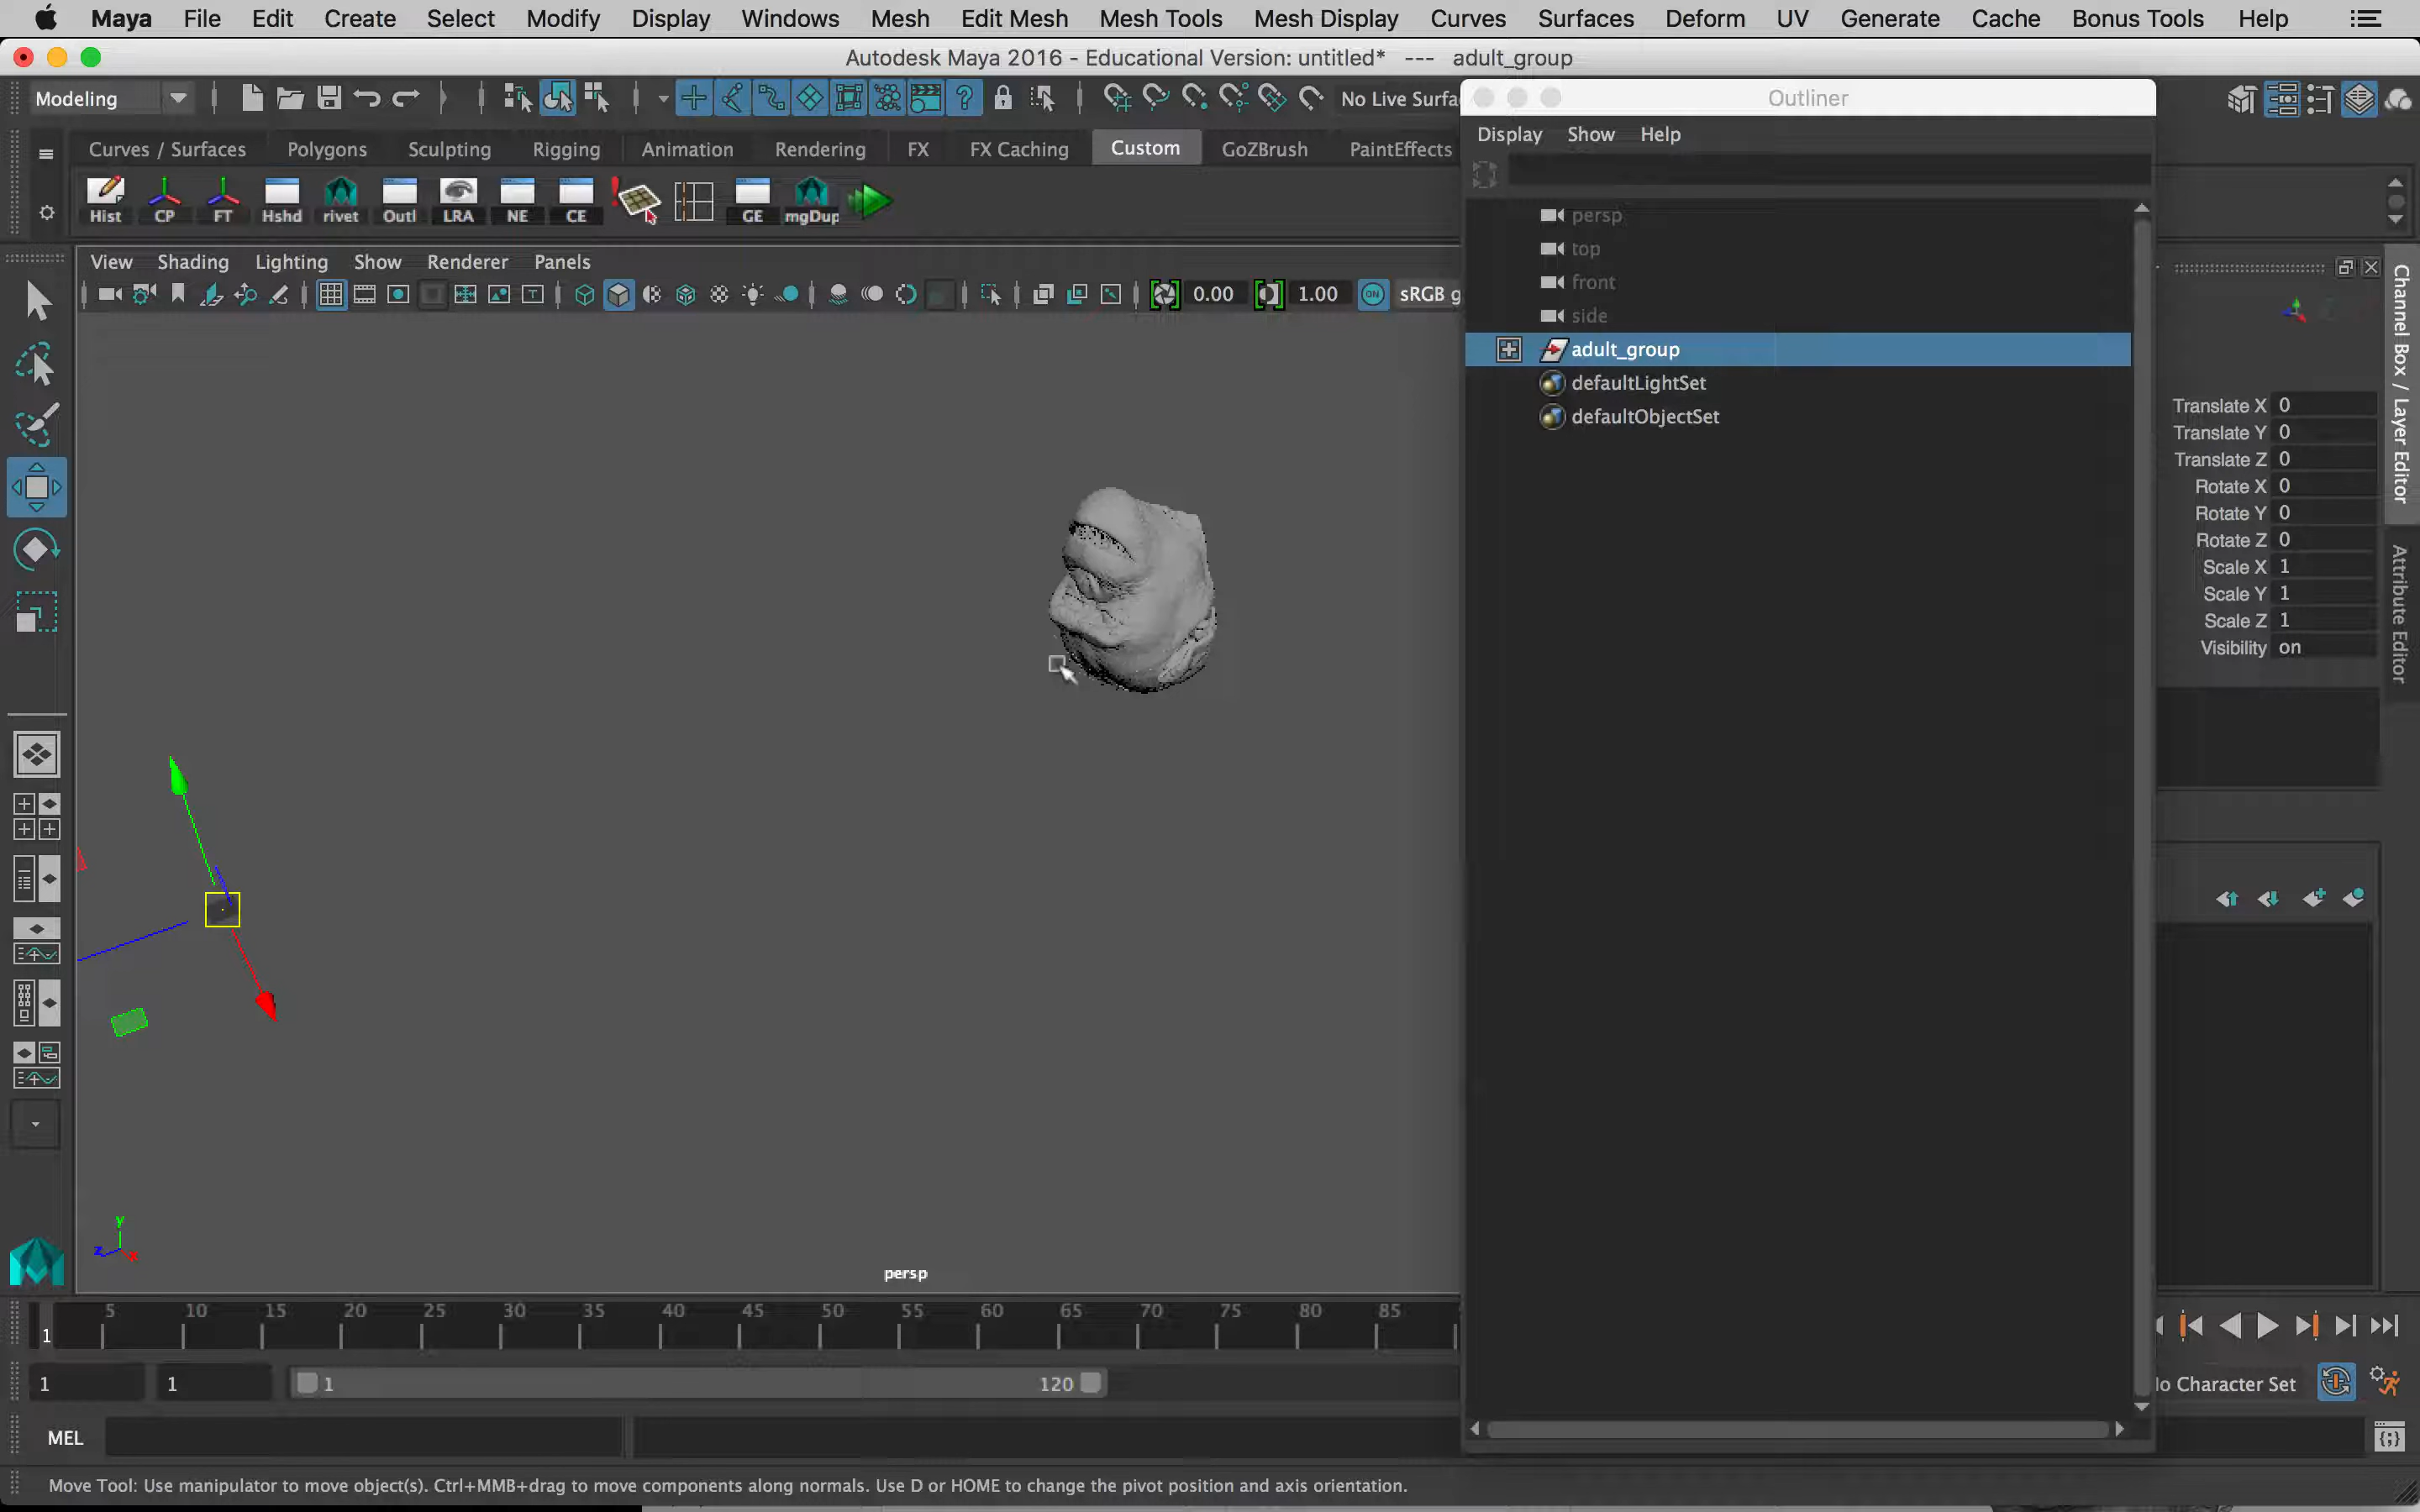 Maya File Edit Create Select Modify Display Windows Mesh Edit Mesh Mesh Tools Mesh Display Curves Surfaces Deform UV Generate Cache Bonus Tools Help
Autodesk Maya 2016 - Educational Version: untitled* --- adult_group
Modeling
No Live Surfa
Curves / Surfaces Polygons Sculpting Rigging Animation Rendering FX FX Caching Custom GoZBrush PaintEffects
Hist CP FT Hshd rivet Outl LRA NE CE GE mgDup
View Shading Lighting Show Renderer Panels
0.00 1.00 ON sRGB g
Outliner
Display Show Help
persp
top
front
side
adult_group
defaultLightSet
defaultObjectSet
Translate X 0
Translate Y 0
Translate Z 0
Rotate X 0
Rotate Y 0
Rotate Z 0
Scale X 1
Scale Y 1
Scale Z 1
Visibility on
Channel Box / Layer Editor
Attribute Editor
y
z x
persp
5 10 15 20 25 30 35 40 45 50 55 60 65 70 75 80 85
1
1 1 1 120
lo Character Set
MEL
Move Tool: Use manipulator to move object(s). Ctrl+MMB+drag to move components along normals. Use D or HOME to change the pivot position and axis orientation.